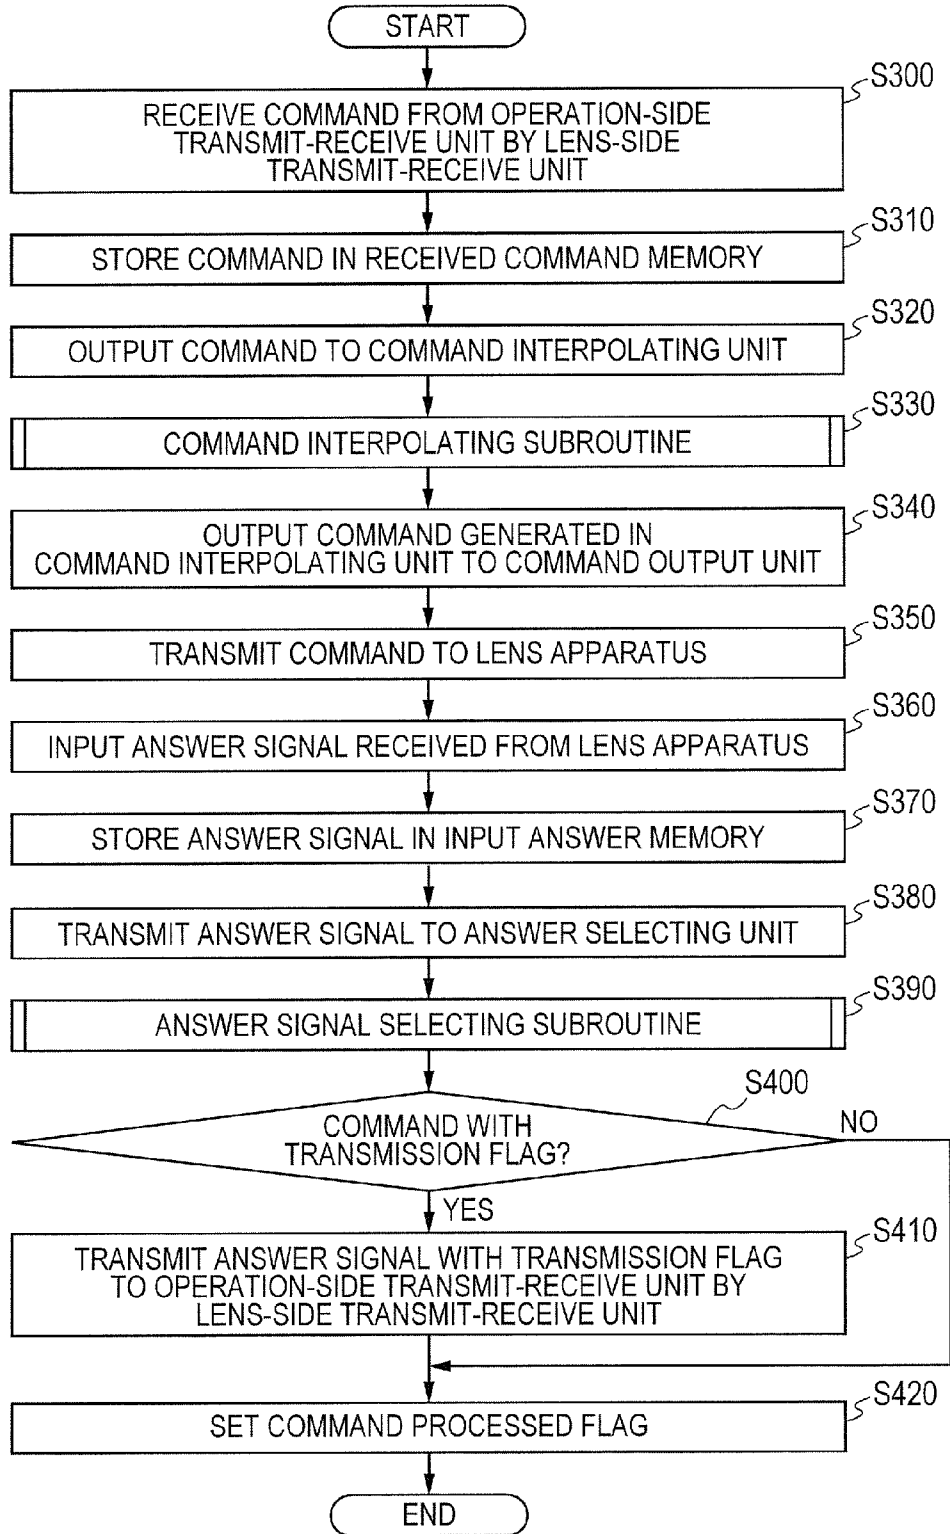 START
S300
RECEIVE COMMAND FROM OPERATION-SIDE
TRANSMIT-RECEIVE UNIT BY LENS-SIDE
TRANSMIT-RECEIVE UNIT
S310
STORE COMMAND IN RECEIVED COMMAND MEMORY
S320
OUTPUT COMMAND TO COMMAND INTERPOLATING UNIT
S330
COMMAND INTERPOLATING SUBROUTINE
S340
OUTPUT COMMAND GENERATED IN
COMMAND INTERPOLATING UNIT TO COMMAND OUTPUT UNIT
S350
TRANSMIT COMMAND TO LENS APPARATUS
S360
INPUT ANSWER SIGNAL RECEIVED FROM LENS APPARATUS
S370
STORE ANSWER SIGNAL IN INPUT ANSWER MEMORY
S380
TRANSMIT ANSWER SIGNAL TO ANSWER SELECTING UNIT
S390
ANSWER SIGNAL SELECTING SUBROUTINE
S400
COMMAND WITH
TRANSMISSION FLAG?
NO
YES
S410
TRANSMIT ANSWER SIGNAL WITH TRANSMISSION FLAG
TO OPERATION-SIDE TRANSMIT-RECEIVE UNIT BY
LENS-SIDE TRANSMIT-RECEIVE UNIT
S420
SET COMMAND PROCESSED FLAG
END